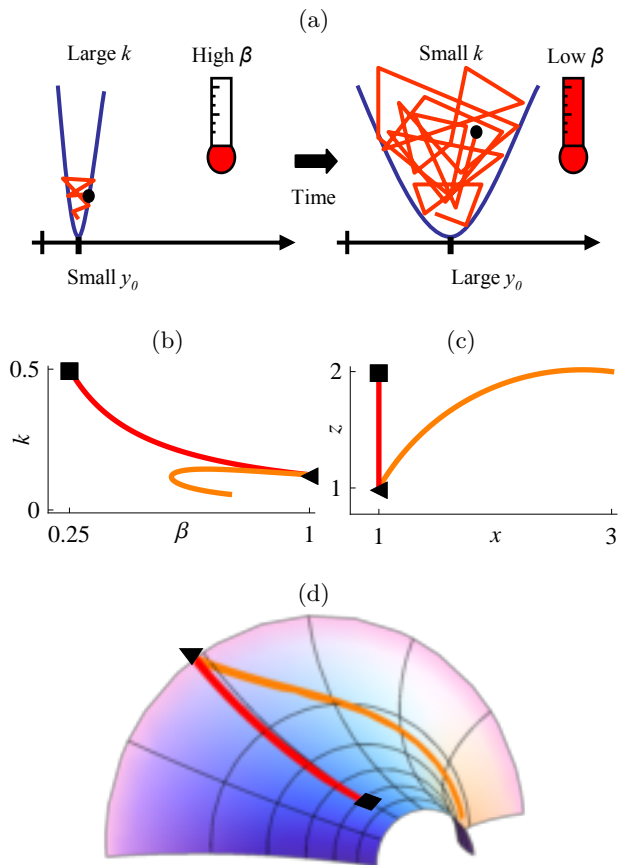 (a)
Large k
High β
Small k
Low β
Time
Small y₀
Large y₀
(b)
(c)
0.5
k
0
0.25
β
1
2
z
1
1
x
3
(d)